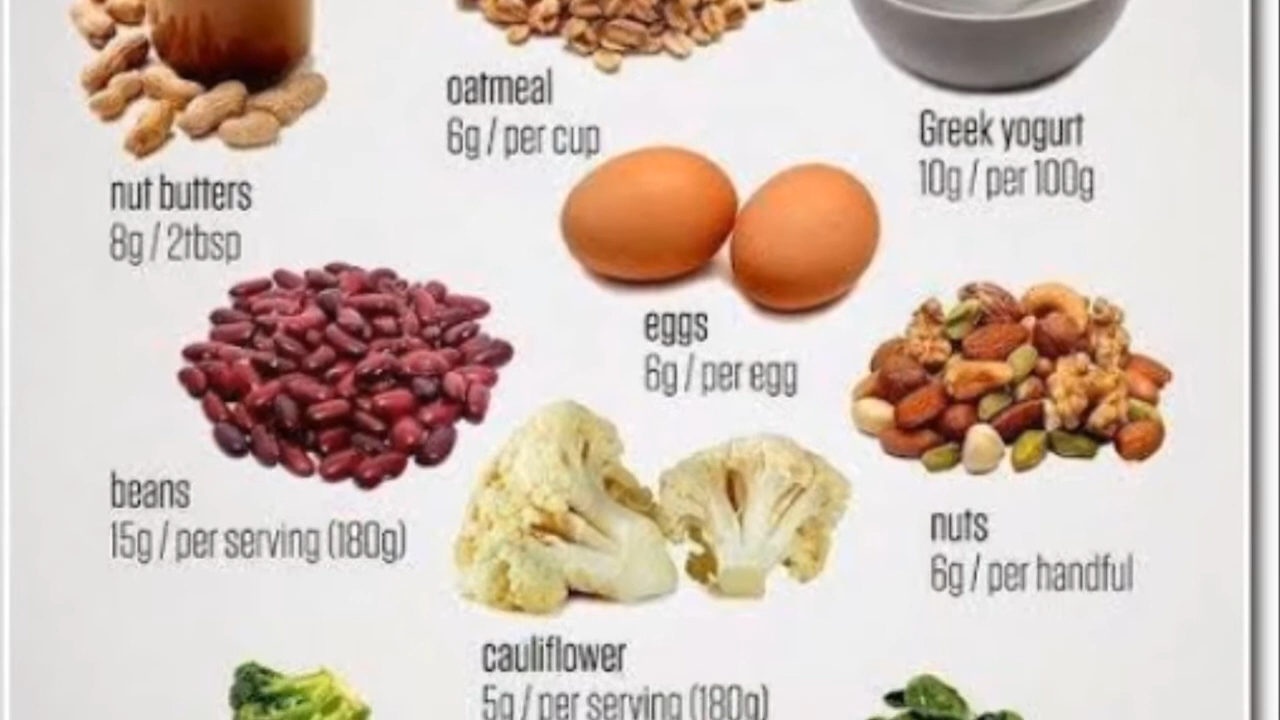 oatmeal
6g / per cup
Greek yogurt
10g / per 100g
nut butters
8g / 2tbsp
eggs
6g / per egg
beans
15g / per serving (180g)
nuts
6g / per handful
cauliflower
5g / per serving (180g)